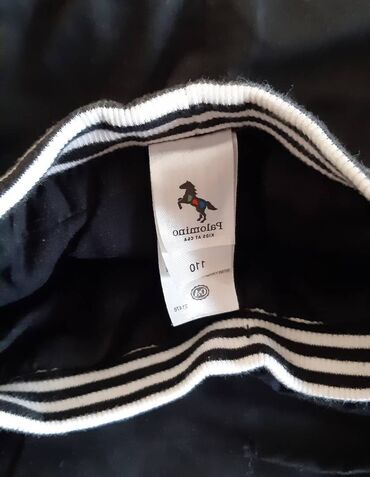 Palomino
KIDS AT C&A
110